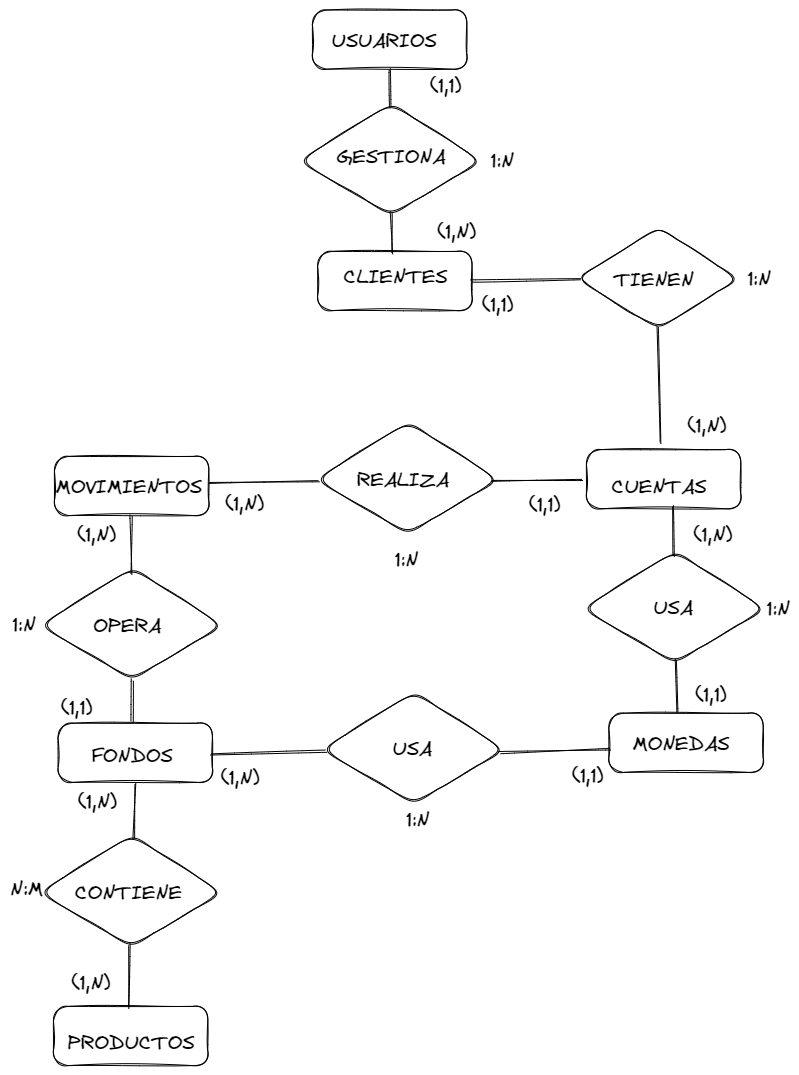 USUARIOS
(1,1)
GESTIONA
1:N
(1,N)
CLIENTES
(1,1)
TIENEN
1:N
(1,N)
CUENTAS
(1,1)
REALIZA
1:N
(1,N)
MOVIMIENTOS
(1,N)
OPERA
1:N
(1,1)
FONDOS
(1,N)
USA
1:N
(1,1)
MONEDAS
(1,1)
USA
1:N
(1,N)
(1,N)
CONTIENE
N:M
(1,N)
PRODUCTOS